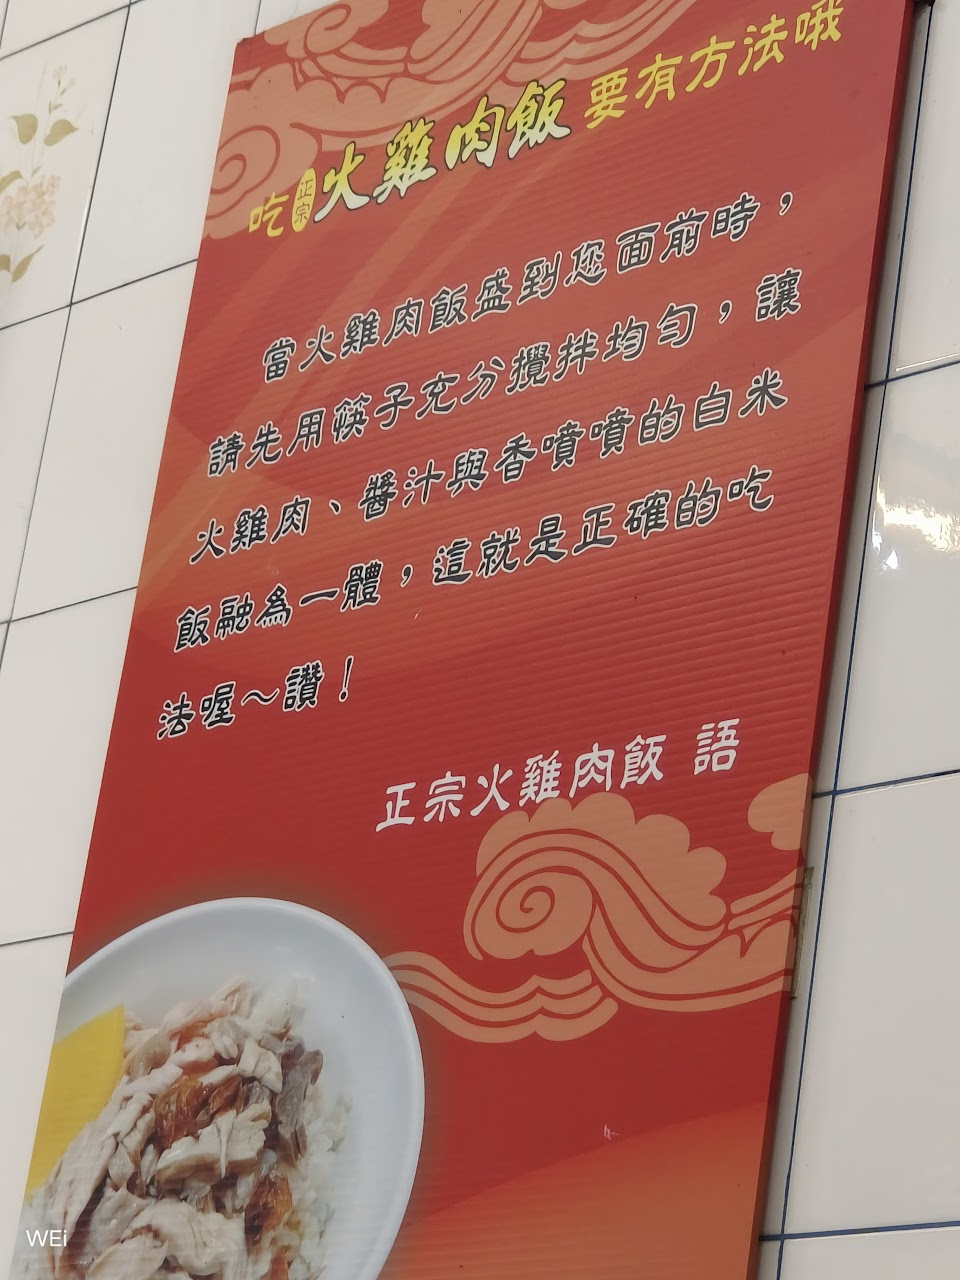 吃正宗火雞肉飯 要有方法哦
當火雞肉飯盛到您面前時，
請先用筷子充分攪拌均勻，讓
火雞肉、醬汁與香噴噴的白米
飯融為一體，這就是正確的吃
法喔～讚！
正宗火雞肉飯 語
WEi